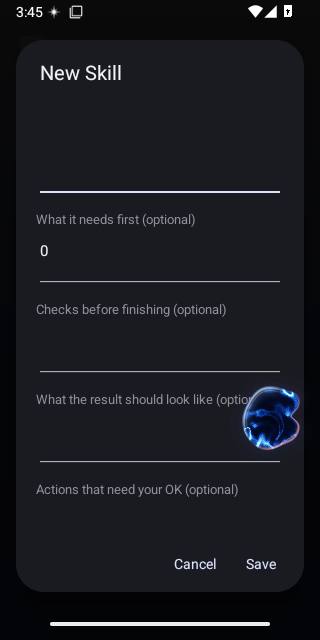 3:45
New Skill
What it needs first (optional)
0
Checks before finishing (optional)
What the result should look like
Actions that need your OK (optional)
Cancel
Save